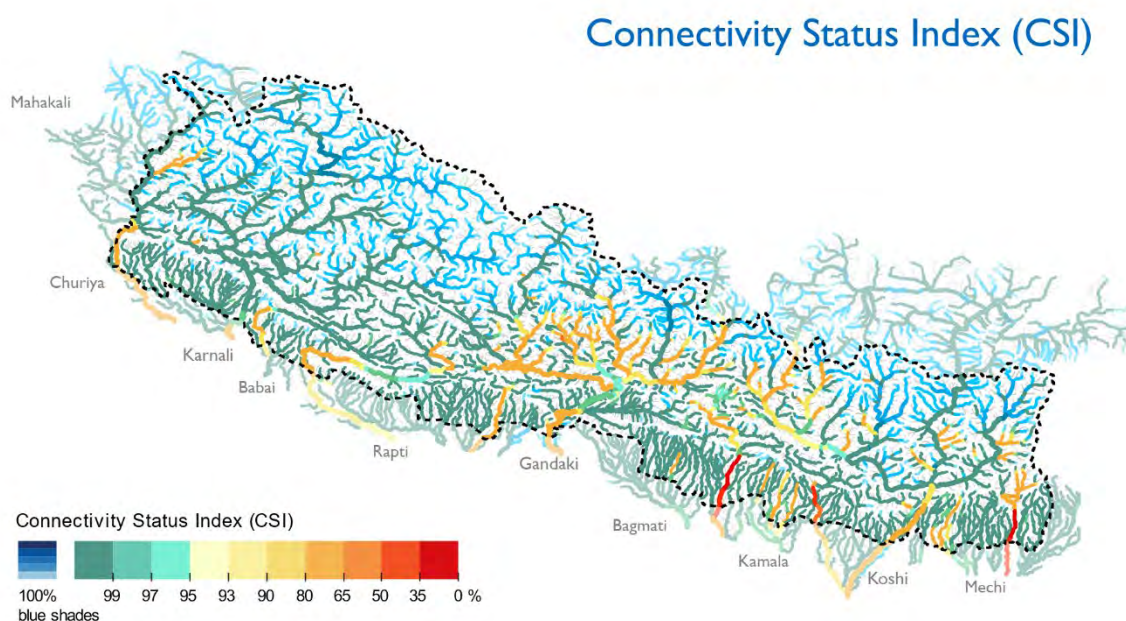 Connectivity Status Index (CSI)
Mahakali
Churiya
Karnali
Babai
Rapti
Gandaki
Bagmati
Kamala
Koshi
Mechi
Connectivity Status Index (CSI)
100% 99 97 95 93 90 80 65 50 35 0 %
blue shades